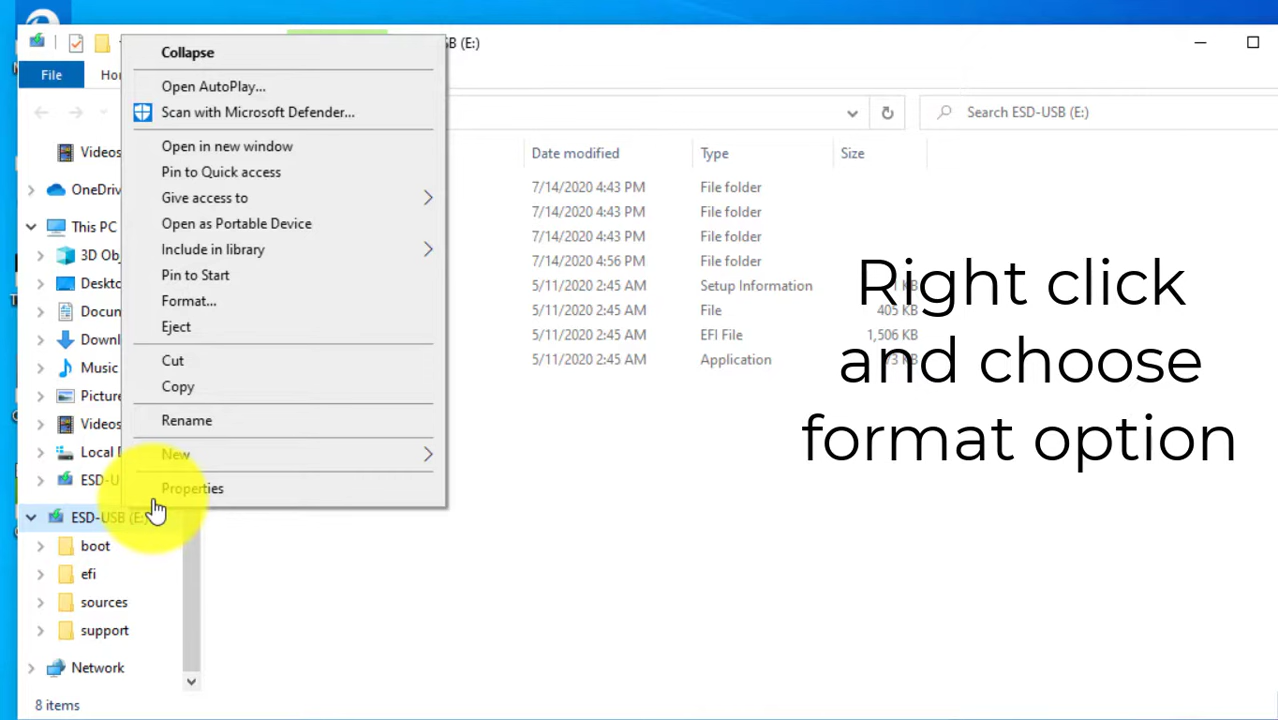 B (E:)
File
Ho
Collapse
Open AutoPlay...
Scan with Microsoft Defender...
Open in new window
Pin to Quick access
Give access to
Open as Portable Device
Include in library
Pin to Start
Format...
Eject
Cut
Copy
Rename
New
Properties
Search ESD-USB (E:)
Date modified Type Size
7/14/2020 4:43 PM File folder
7/14/2020 4:43 PM File folder
7/14/2020 4:43 PM File folder
7/14/2020 4:56 PM File folder
5/11/2020 2:45 AM Setup Information KB
5/11/2020 2:45 AM File 405 KB
5/11/2020 2:45 AM EFI File 1,506 KB
5/11/2020 2:45 AM Application KB
Videos
OneDriv
This PC
3D Obj
Deskto
Docum
Downl
Music
Picture
Videos
Local
ESD-U
ESD-USB (E:)
boot
efi
sources
support
Network
8 items
Right click
and choose
format option